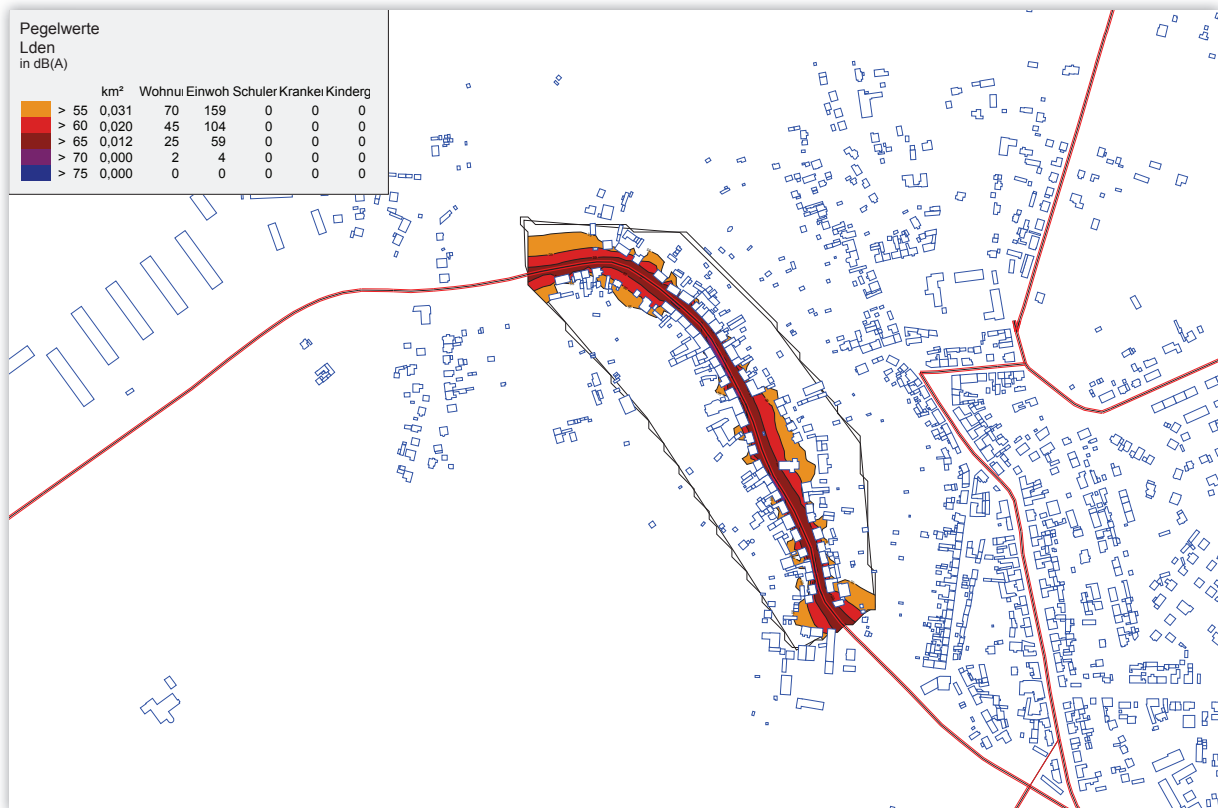 Pegelwerte
Lden
in dB(A)
km² Wohnu Einwoh Schuler Kranke Kinderg
> 55 0,031 70 159 0 0 0
> 60 0,020 45 104 0 0 0
> 65 0,012 25 59 0 0 0
> 70 0,000 2 4 0 0 0
> 75 0,000 0 0 0 0 0